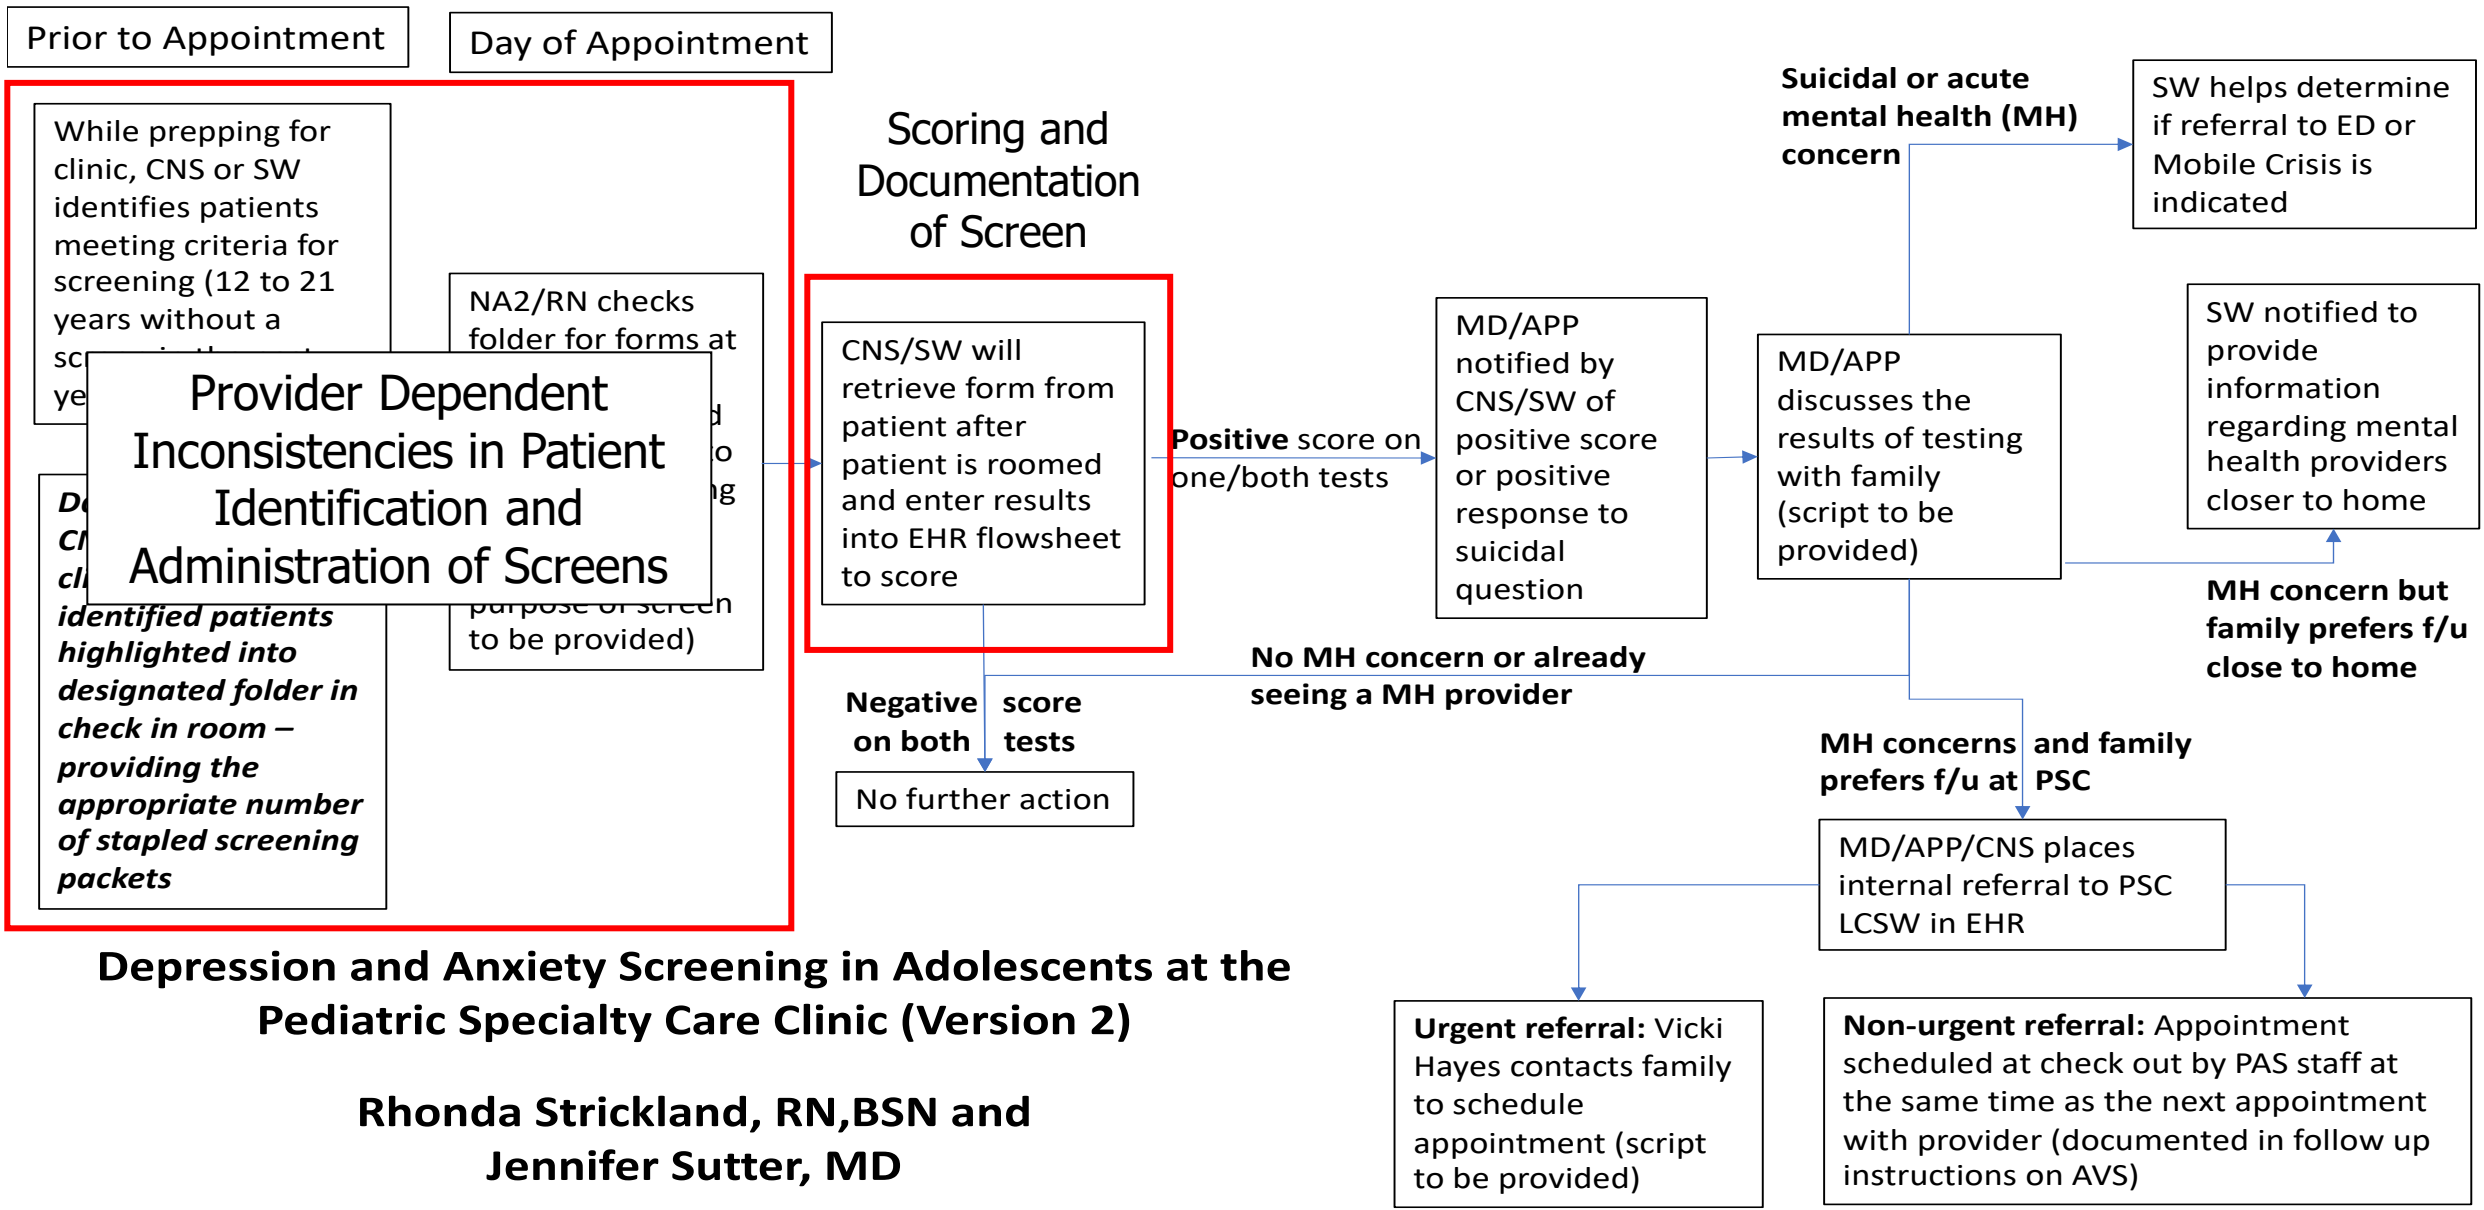 Prior to Appointment
Day of Appointment
While prepping for
clinic, CNS or SW
identifies patients
meeting criteria for
screening (12 to 21
years without a
Provider Dependent
Inconsistencies in Patient
Identification and
Administration of Screens
identified patients
highlighted into
designated folder in
check in room –
providing the
appropriate number
of stapled screening
packets
NA2/RN checks
folder for forms at
purpose of screen
to be provided)
Scoring and
Documentation
of Screen
CNS/SW will
retrieve form from
patient after
patient is roomed
and enter results
into EHR flowsheet
to score
Positive score on
one/both tests
Negative score
on both tests
No further action
MD/APP
notified by
CNS/SW of
positive score
or positive
response to
suicidal
question
MD/APP
discusses the
results of testing
with family
(script to be
provided)
No MH concern or already
seeing a MH provider
Suicidal or acute
mental health (MH)
concern
SW helps determine
if referral to ED or
Mobile Crisis is
indicated
SW notified to
provide
information
regarding mental
health providers
closer to home
MH concern but
family prefers f/u
close to home
MH concerns and family
prefers f/u at PSC
MD/APP/CNS places
internal referral to PSC
LCSW in EHR
Urgent referral: Vicki
Hayes contacts family
to schedule
appointment (script
to be provided)
Non-urgent referral: Appointment
scheduled at check out by PAS staff at
the same time as the next appointment
with provider (documented in follow up
instructions on AVS)
Depression and Anxiety Screening in Adolescents at the
Pediatric Specialty Care Clinic (Version 2)
Rhonda Strickland, RN,BSN and
Jennifer Sutter, MD